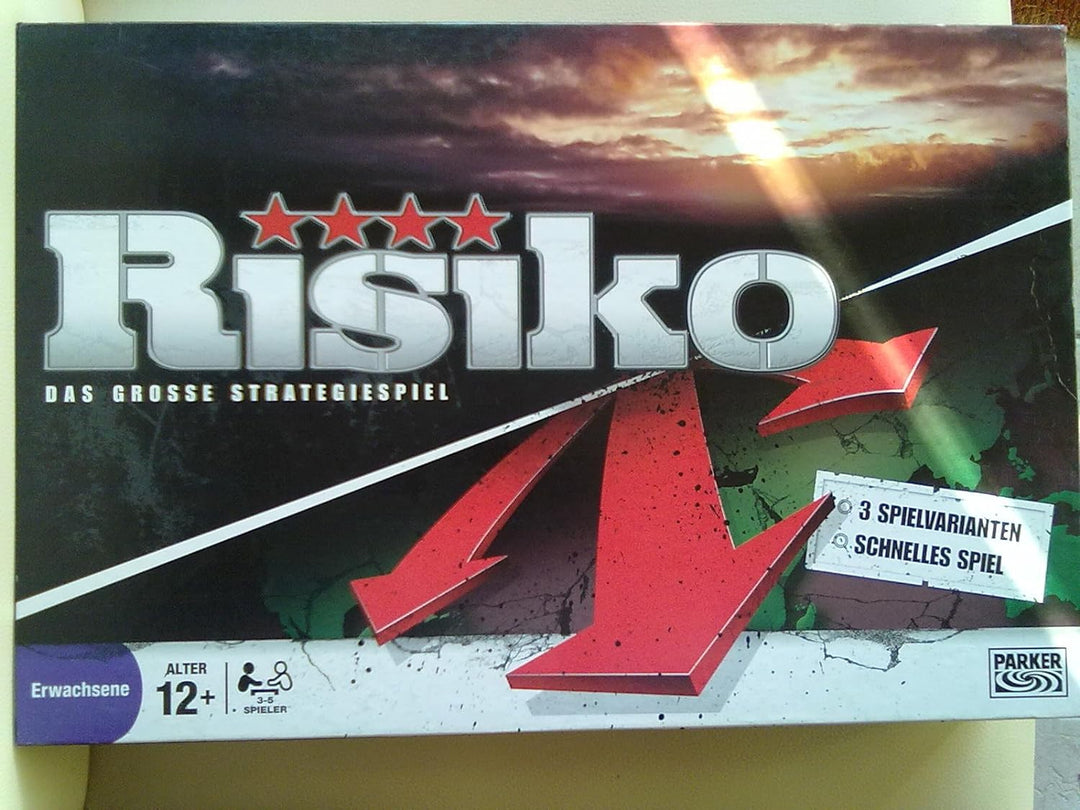 Risiko
DAS GROSSE STRATEGIESPIEL
3 SPIELVARIANTEN
SCHNELLES SPIEL
Erwachsene
ALTER
12+
3-5
SPIELER
PARKER